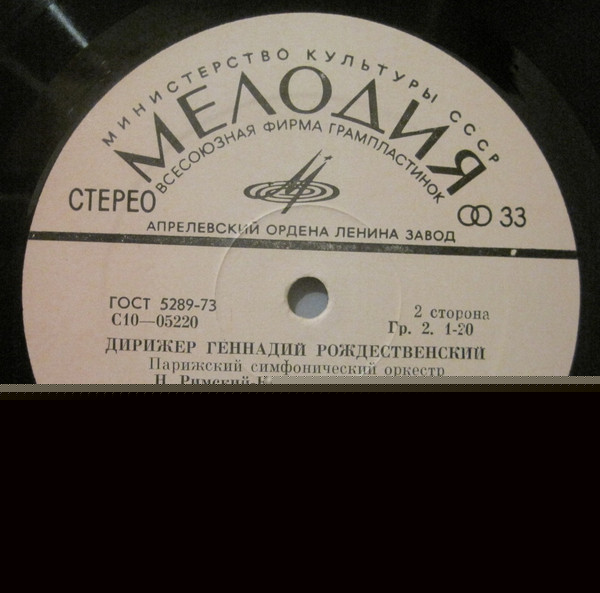 МИНИСТЕРСТВО КУЛЬТУРЫ СССР
МЕЛОДИЯ
ВСЕСОЮЗНАЯ ФИРМА ГРАМПЛАСТИНОК
СТЕРЕО
33
АПРЕЛЕВСКИЙ ОРДЕНА ЛЕНИНА ЗАВОД
ГОСТ 5289-73
С10—05220
2 сторона
Гр. 2. 1-20
ДИРИЖЕР ГЕННАДИЙ РОЖДЕСТВЕНСКИЙ
Парижский симфонический оркестр
Н. Римский-К